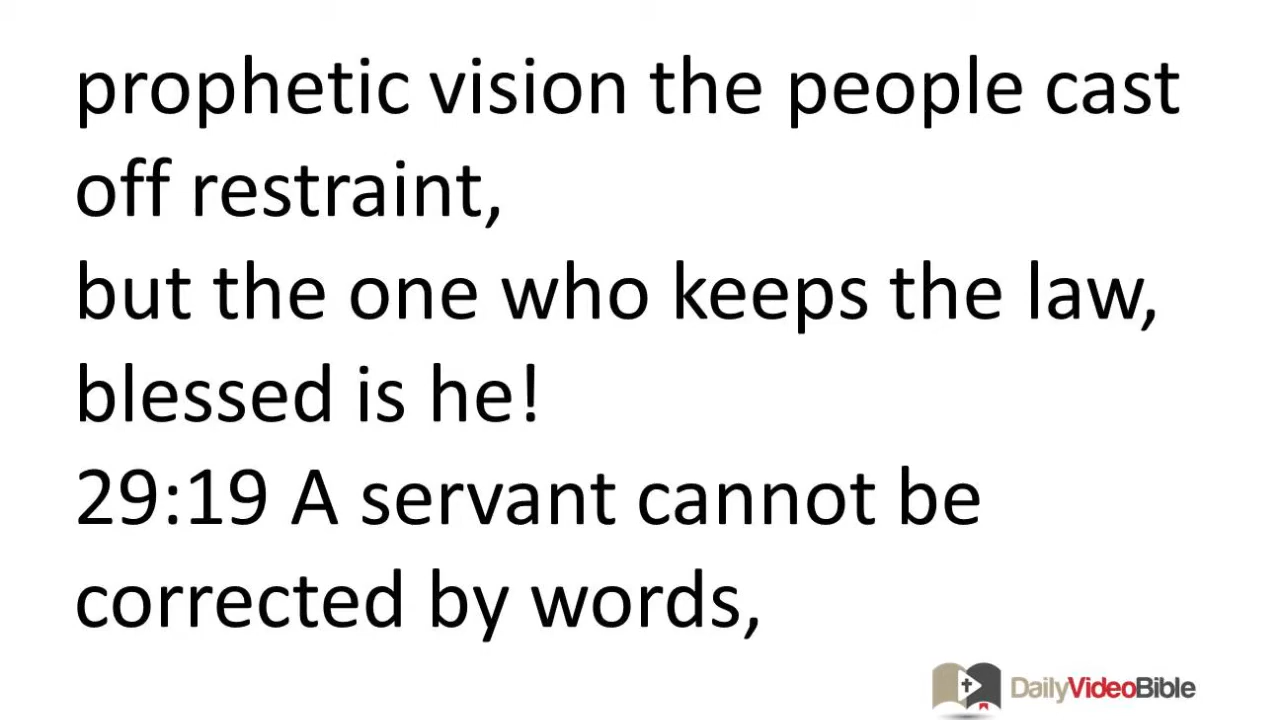 prophetic vision the people cast
off restraint,
but the one who keeps the law,
blessed is he!
29:19 A servant cannot be
corrected by words,
DailyVideoBible